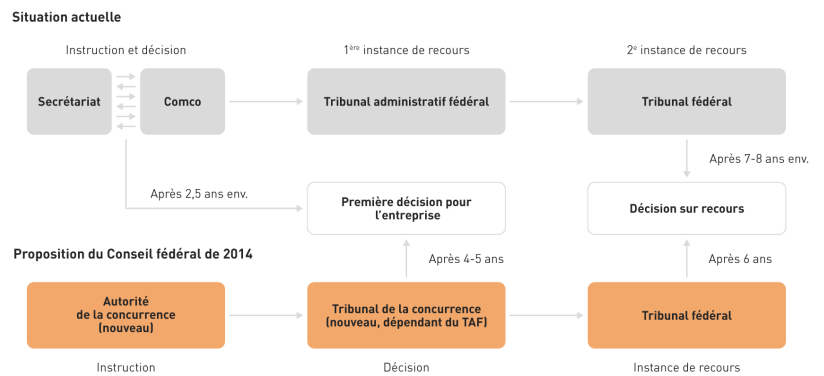 Situation actuelle
Instruction et décision
1ère instance de recours
2e instance de recours
Secrétariat
Comco
Tribunal administratif fédéral
Tribunal fédéral
Après 7-8 ans env.
Après 2,5 ans env.
Première décision pour
l’entreprise
Décision sur recours
Proposition du Conseil fédéral de 2014
Après 4-5 ans
Après 6 ans
Autorité
de la concurrence
(nouveau)
Tribunal de la concurrence
(nouveau, dépendant du TAF)
Tribunal fédéral
Instruction
Décision
Instance de recours